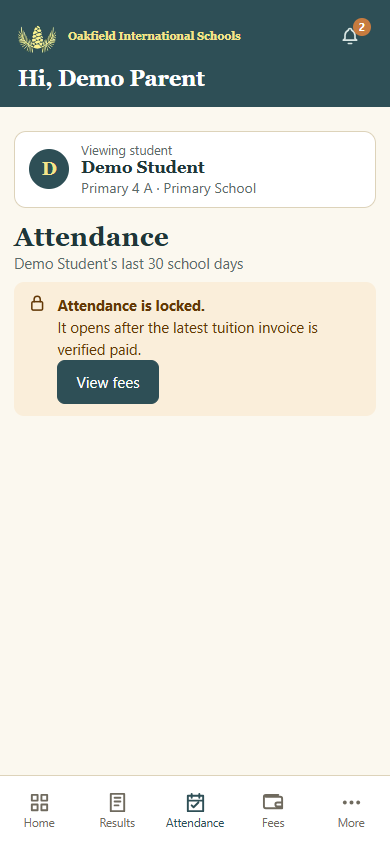 Oakfield International Schools
2
Hi, Demo Parent
D
Viewing student
Demo Student
Primary 4 A · Primary School
Attendance
Demo Student's last 30 school days
Attendance is locked.
It opens after the latest tuition invoice is
verified paid.
View fees
Home
Results
Attendance
Fees
More